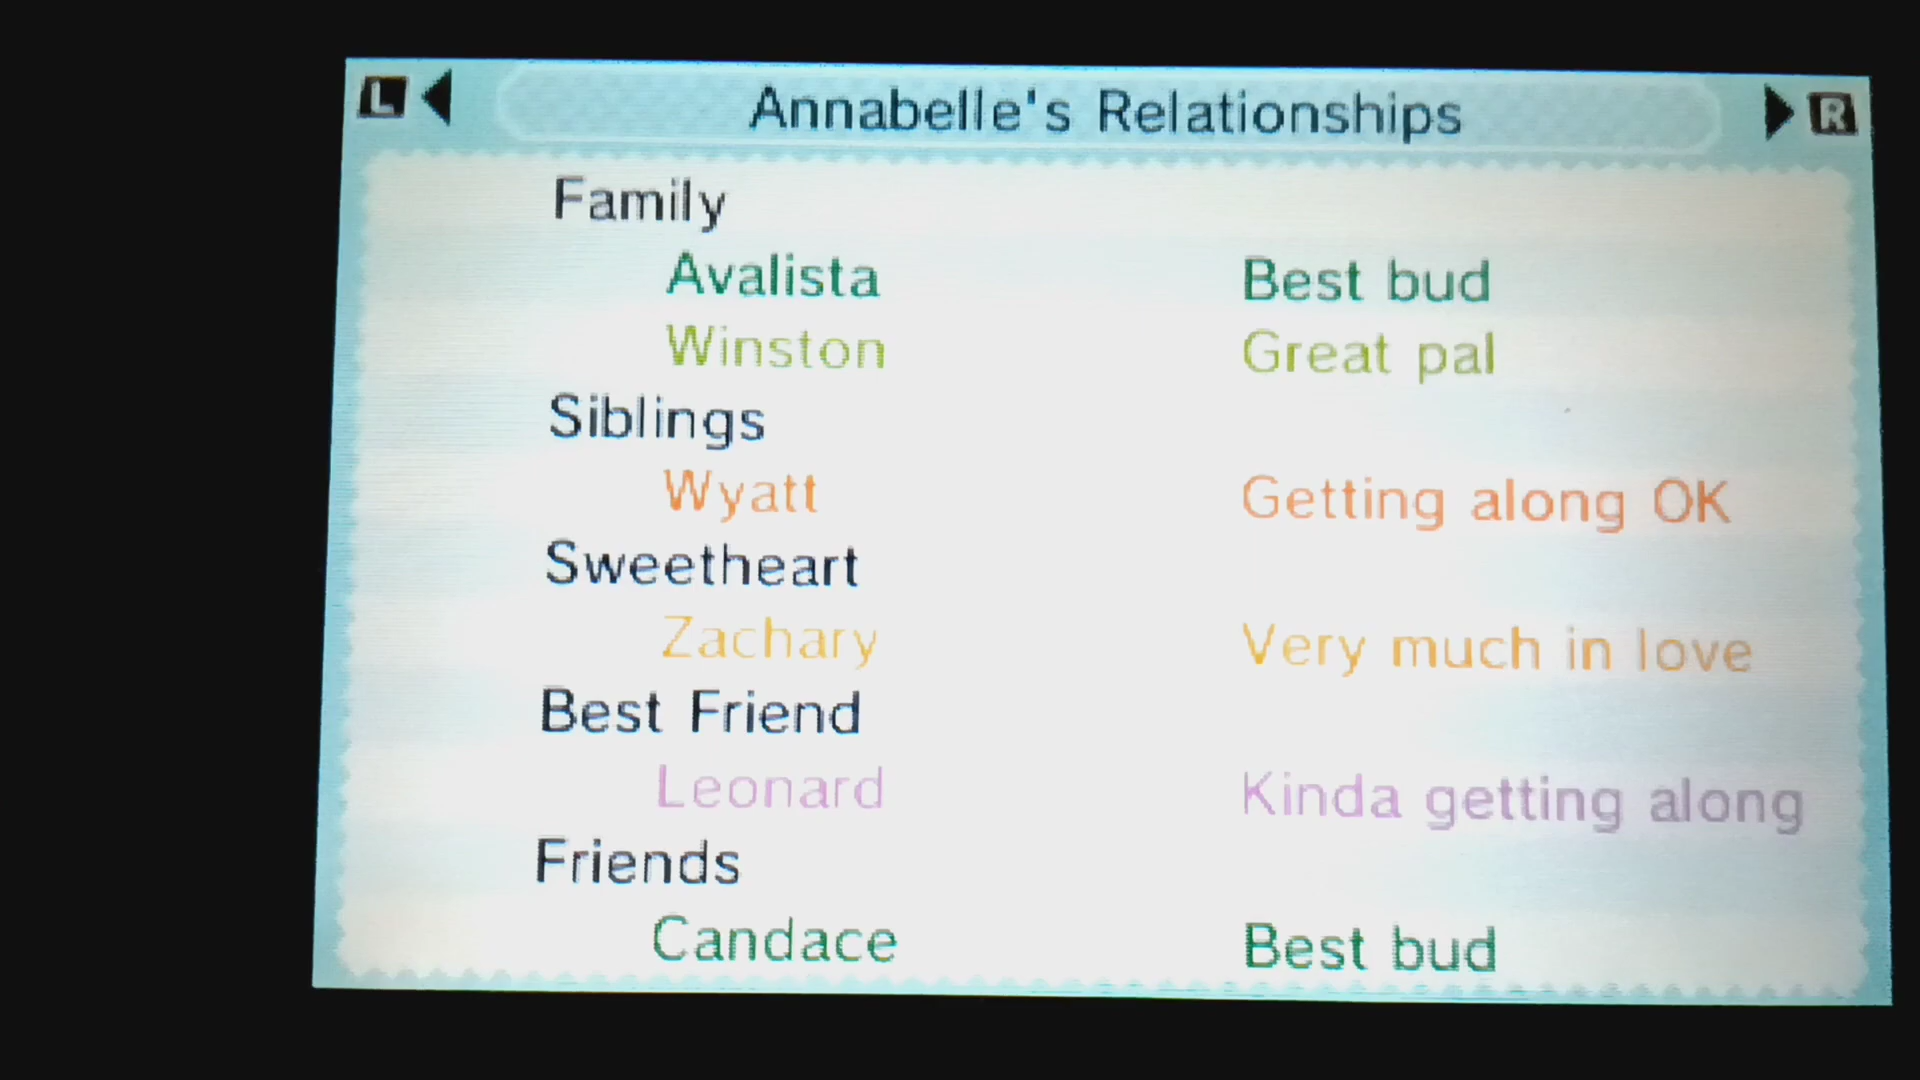 L Annabelle's Relationships R
Family
Avalista Best bud
Winston Great pal
Siblings
Wyatt Getting along OK
Sweetheart
Zachary Very much in love
Best Friend
Leonard Kinda getting along
Friends
Candace Best bud